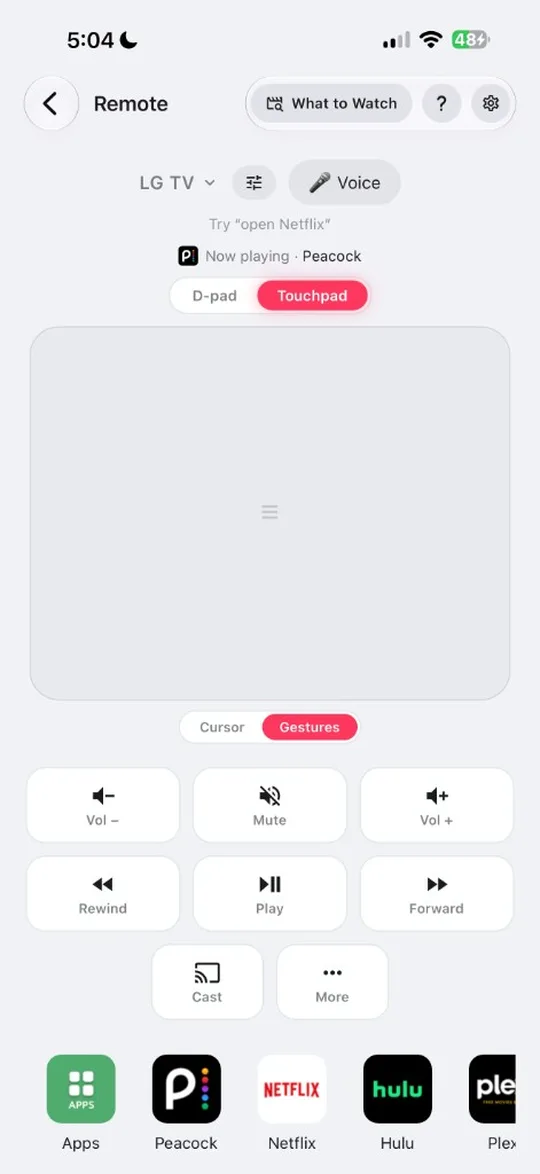 5:04
48
Remote
What to Watch
?
LG TV
🎤 Voice
Try “open Netflix”
P Now playing · Peacock
D-pad
Touchpad
Cursor
Gestures
Vol –
Mute
Vol +
Rewind
Play
Forward
Cast
More
APPS
P
NETFLIX
hulu
ple
Apps
Peacock
Netflix
Hulu
Plex